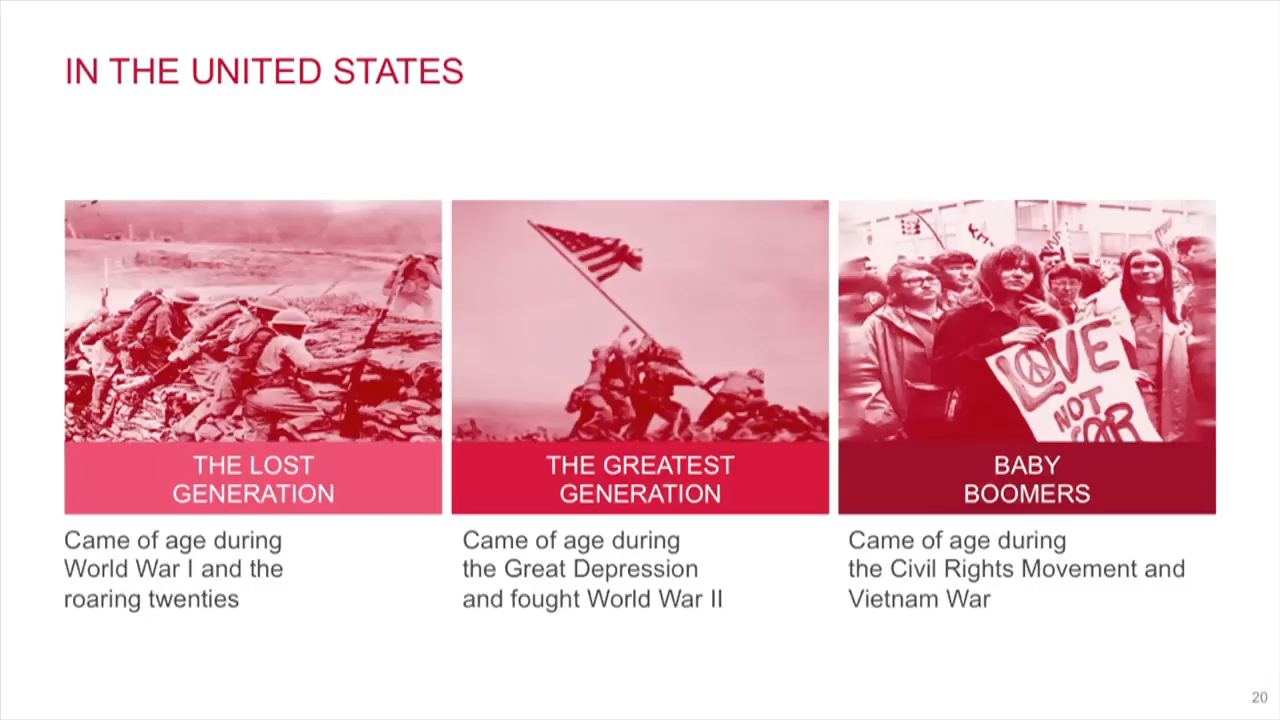 IN THE UNITED STATES
LOVE
NOT
THE LOST
GENERATION
THE GREATEST
GENERATION
BABY
BOOMERS
Came of age during
World War I and the
roaring twenties
Came of age during
the Great Depression
and fought World War II
Came of age during
the Civil Rights Movement and
Vietnam War
20